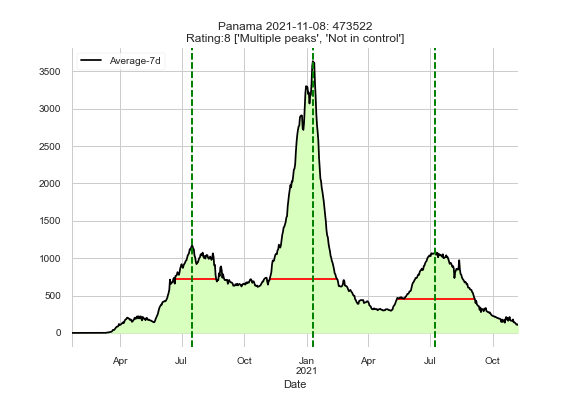 Panama 2021-11-08: 473522
Rating:8 ['Multiple peaks', 'Not in control']
Average-7d
3500
3000
2500
2000
1500
1000
500
0
Apr
Jul
Oct
Jan
2021
Apr
Jul
Oct
Date